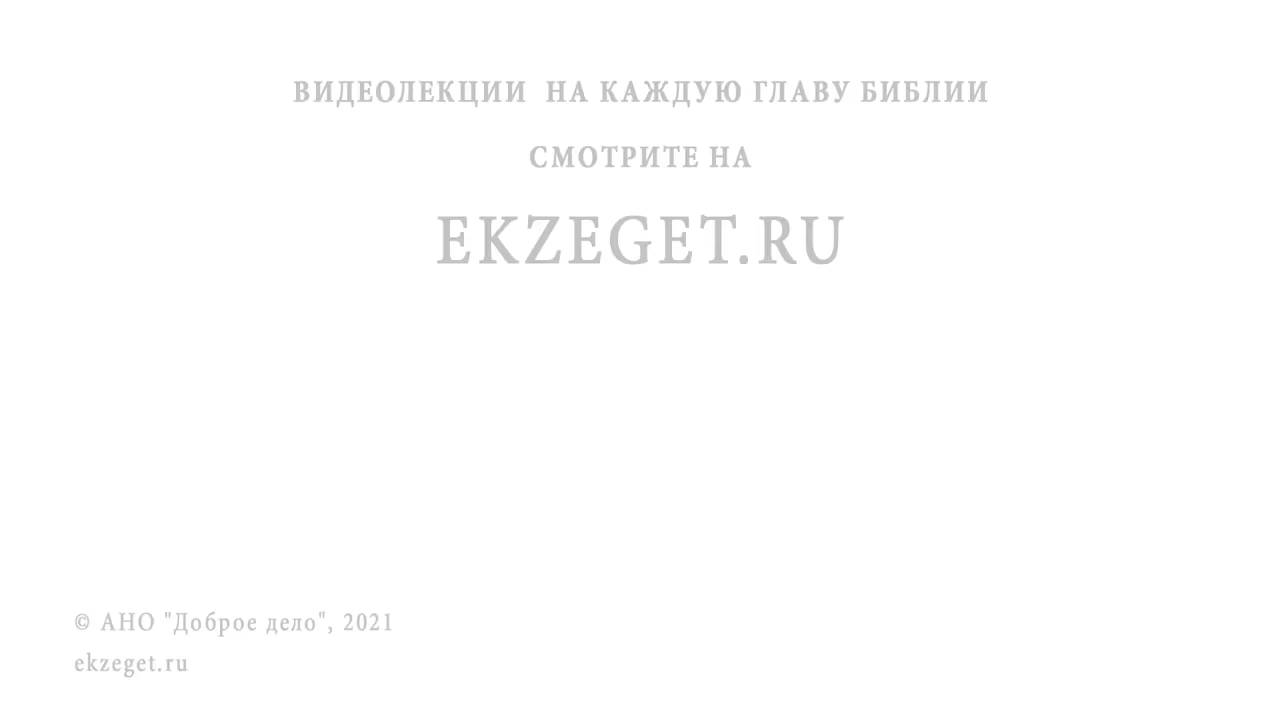 ВИДЕОЛЕКЦИИ НА КАЖДУЮ ГЛАВУ БИБЛИИ
СМОТРИТЕ НА
EKZEGET.RU
© АНО "Доброе дело", 2021
ekzeget.ru